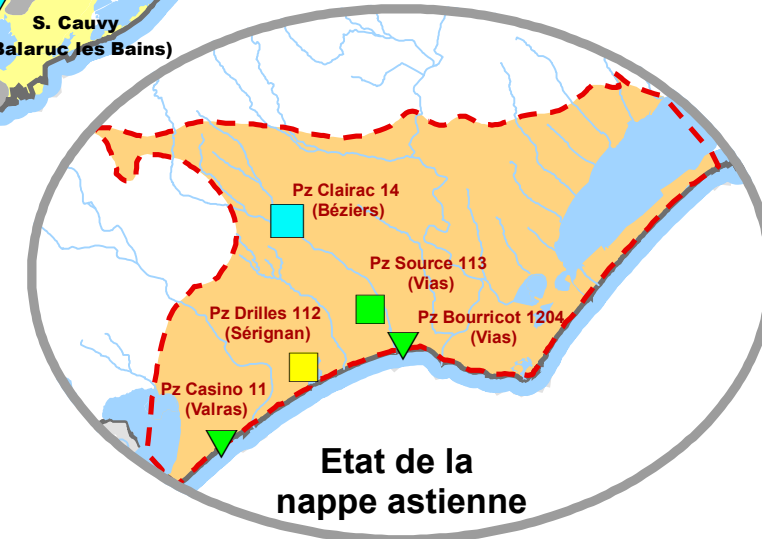 S. Cauvy
Balaruc les Bains)
Pz Clairac 14
(Béziers)
Pz Source 113
(Vias)
Pz Drilles 112
(Sérignan)
Pz Bourricot 1204
(Vias)
Pz Casino 11
(Valras)
Etat de la
nappe astienne